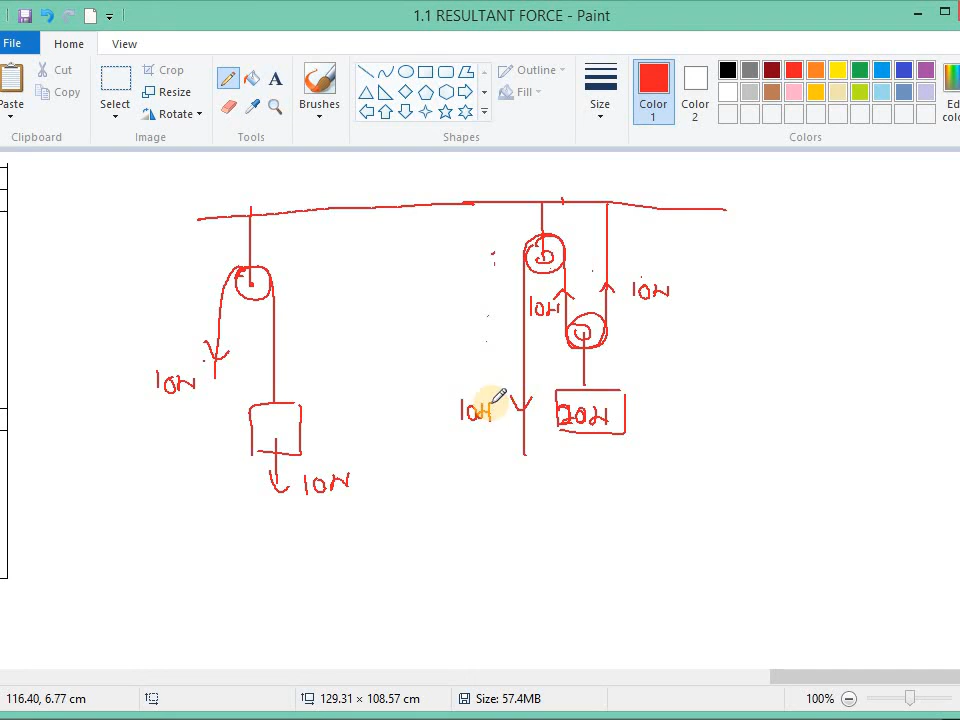 1.1 RESULTANT FORCE - Paint
File
Home
View
Paste
Cut
Copy
Clipboard
Select
Crop
Resize
Rotate
Image
A
Tools
Brushes
Shapes
Outline
Fill
Size
Color
1
Color
2
Colors
10N
10N
10N
10N
10N
20N
116.40, 6.77 cm
129.31 × 108.57 cm
Size: 57.4MB
100%